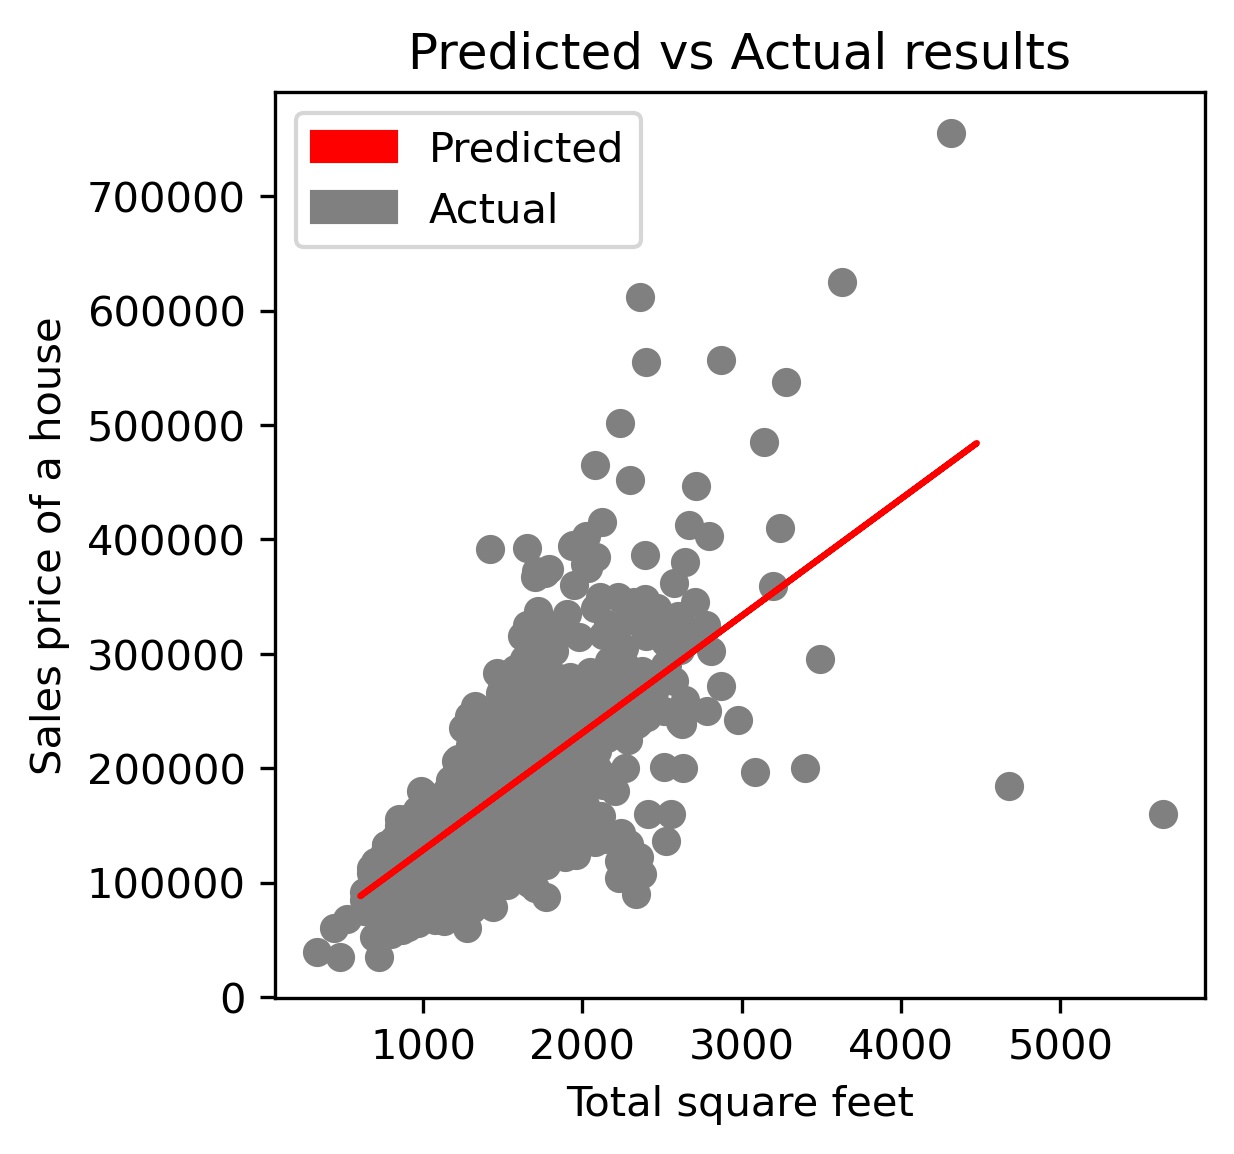 Predicted vs Actual results
Predicted
Actual
700000
600000
500000
400000
300000
200000
100000
0
Sales price of a house
1000 2000 3000 4000 5000
Total square feet